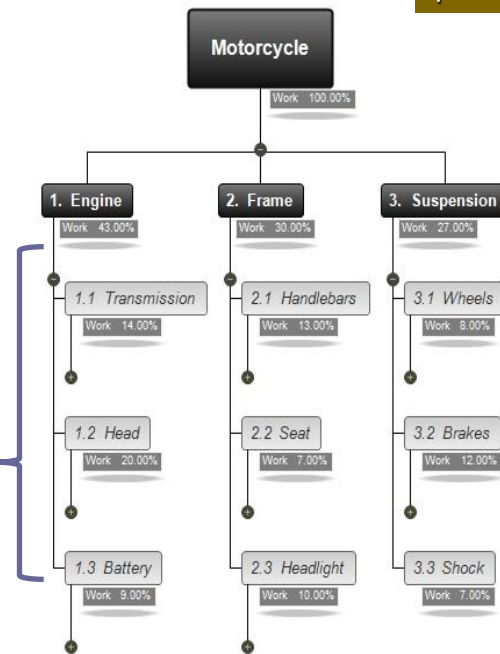 Motorcycle
Work 100.00%
1. Engine
Work 43.00%
2. Frame
Work 30.00%
3. Suspension
Work 27.00%
1.1 Transmission
Work 14.00%
2.1 Handlebars
Work 13.00%
3.1 Wheels
Work 8.00%
1.2 Head
Work 20.00%
2.2 Seat
Work 7.00%
3.2 Brakes
Work 12.00%
1.3 Battery
Work 9.00%
2.3 Headlight
Work 10.00%
3.3 Shock
Work 7.00%